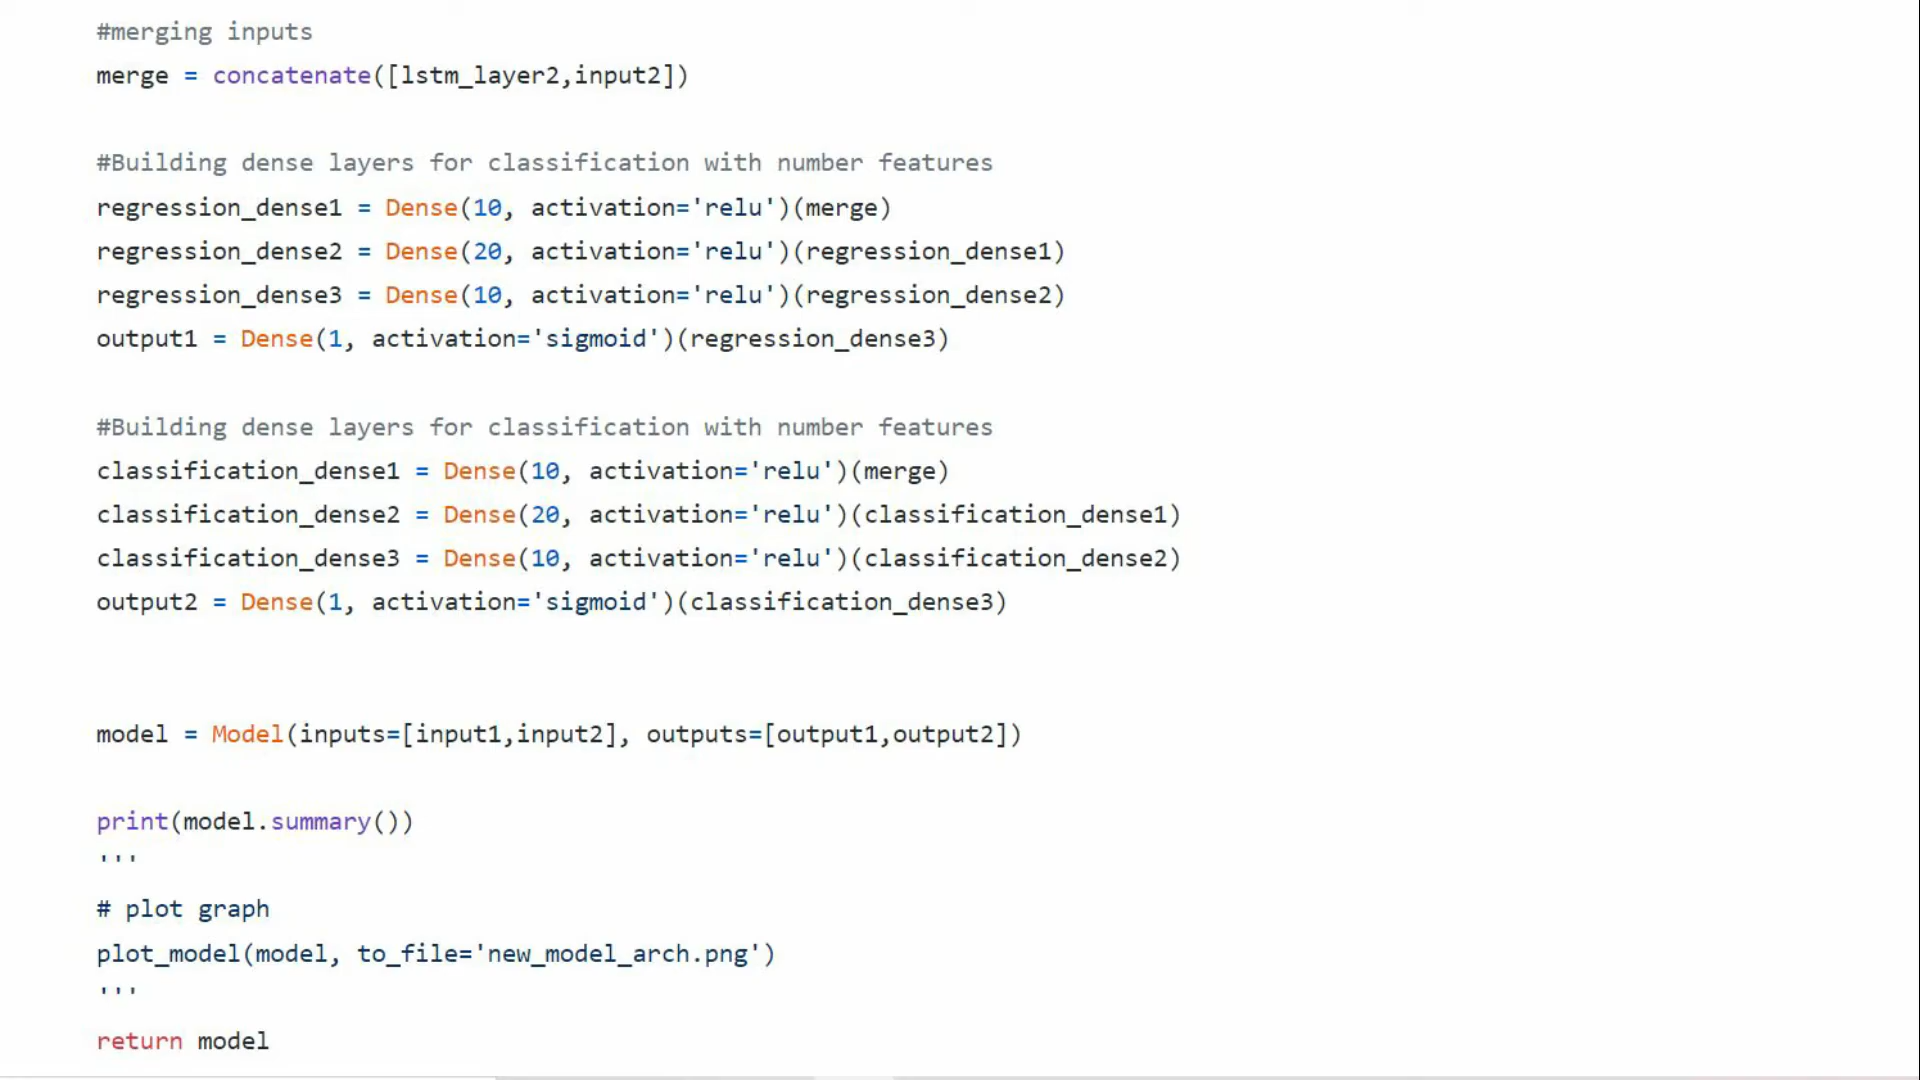 #merging inputs
merge = concatenate([lstm_layer2,input2])
#Building dense layers for classification with number features
regression_dense1 = Dense(10, activation='relu')(merge)
regression_dense2 = Dense(20, activation='relu')(regression_dense1)
regression_dense3 = Dense(10, activation='relu')(regression_dense2)
output1 = Dense(1, activation='sigmoid')(regression_dense3)
#Building dense layers for classification with number features
classification_dense1 = Dense(10, activation='relu')(merge)
classification_dense2 = Dense(20, activation='relu')(classification_dense1)
classification_dense3 = Dense(10, activation='relu')(classification_dense2)
output2 = Dense(1, activation='sigmoid')(classification_dense3)
model = Model(inputs=[input1,input2], outputs=[output1,output2])
print(model.summary())
'''
# plot graph
plot_model(model, to_file='new_model_arch.png')
'''
return model